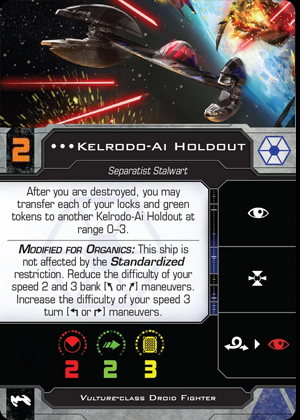 2 •••Kelrodo-Ai Holdout
Separatist Stalwart
After you are destroyed, you may
transfer each of your locks and green
tokens to another Kelrodo-Ai Holdout at
range 0–3.
Modified for Organics: This ship is
not affected by the Standardized
restriction. Reduce the difficulty of your
speed 2 and 3 bank [↖ or ↗] maneuvers.
Increase the difficulty of your speed 3
turn [↰ or ↱] maneuvers.
2 2 3
Vulture-class Droid Fighter